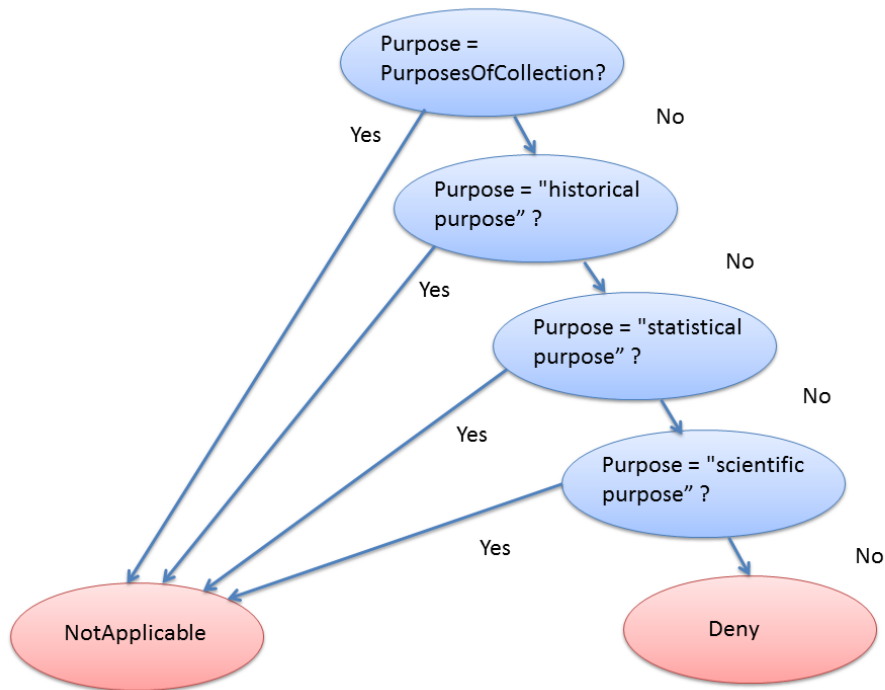 Purpose =
PurposesOfCollection?
No
Yes
Purpose = "historical
purpose” ?
No
Yes
Purpose = "statistical
purpose” ?
No
Yes
Purpose = "scientific
purpose” ?
Yes
No
NotApplicable
Deny